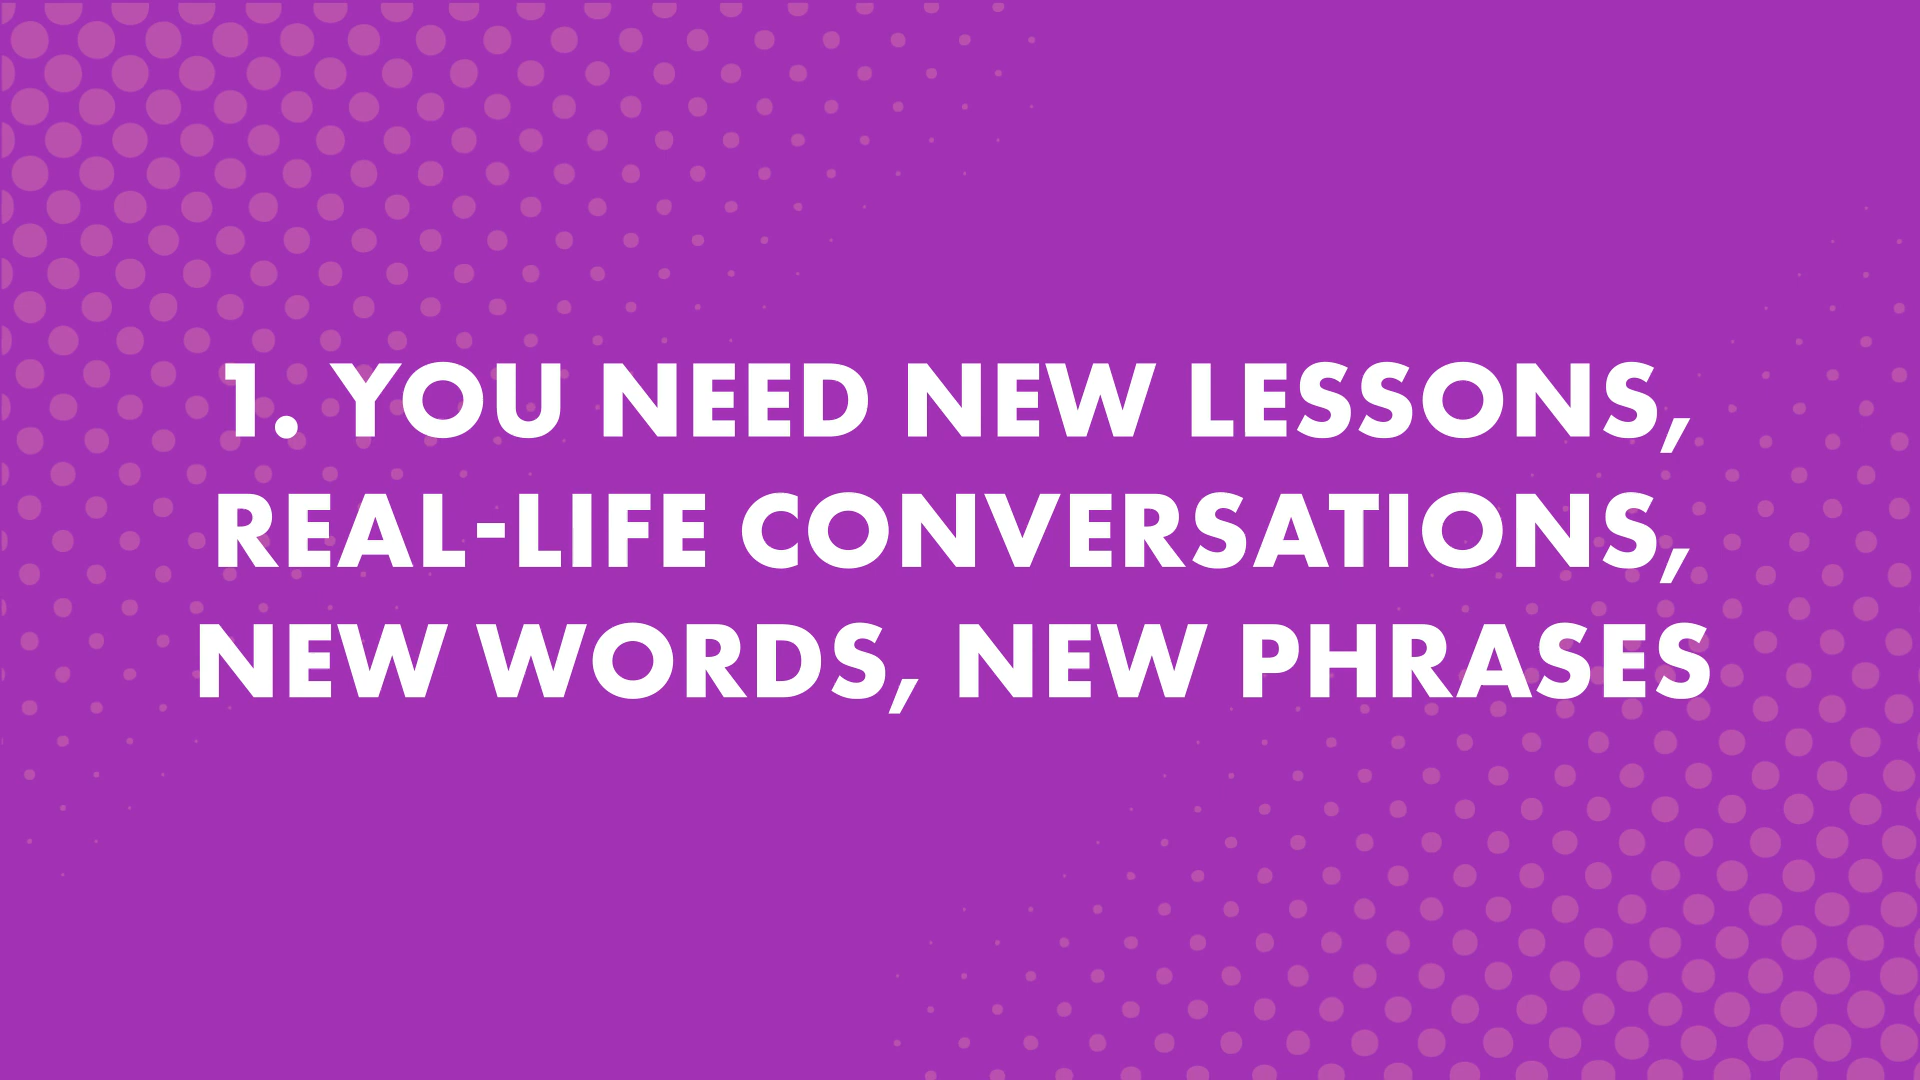 1. YOU NEED NEW LESSONS,
REAL-LIFE CONVERSATIONS,
NEW WORDS, NEW PHRASES